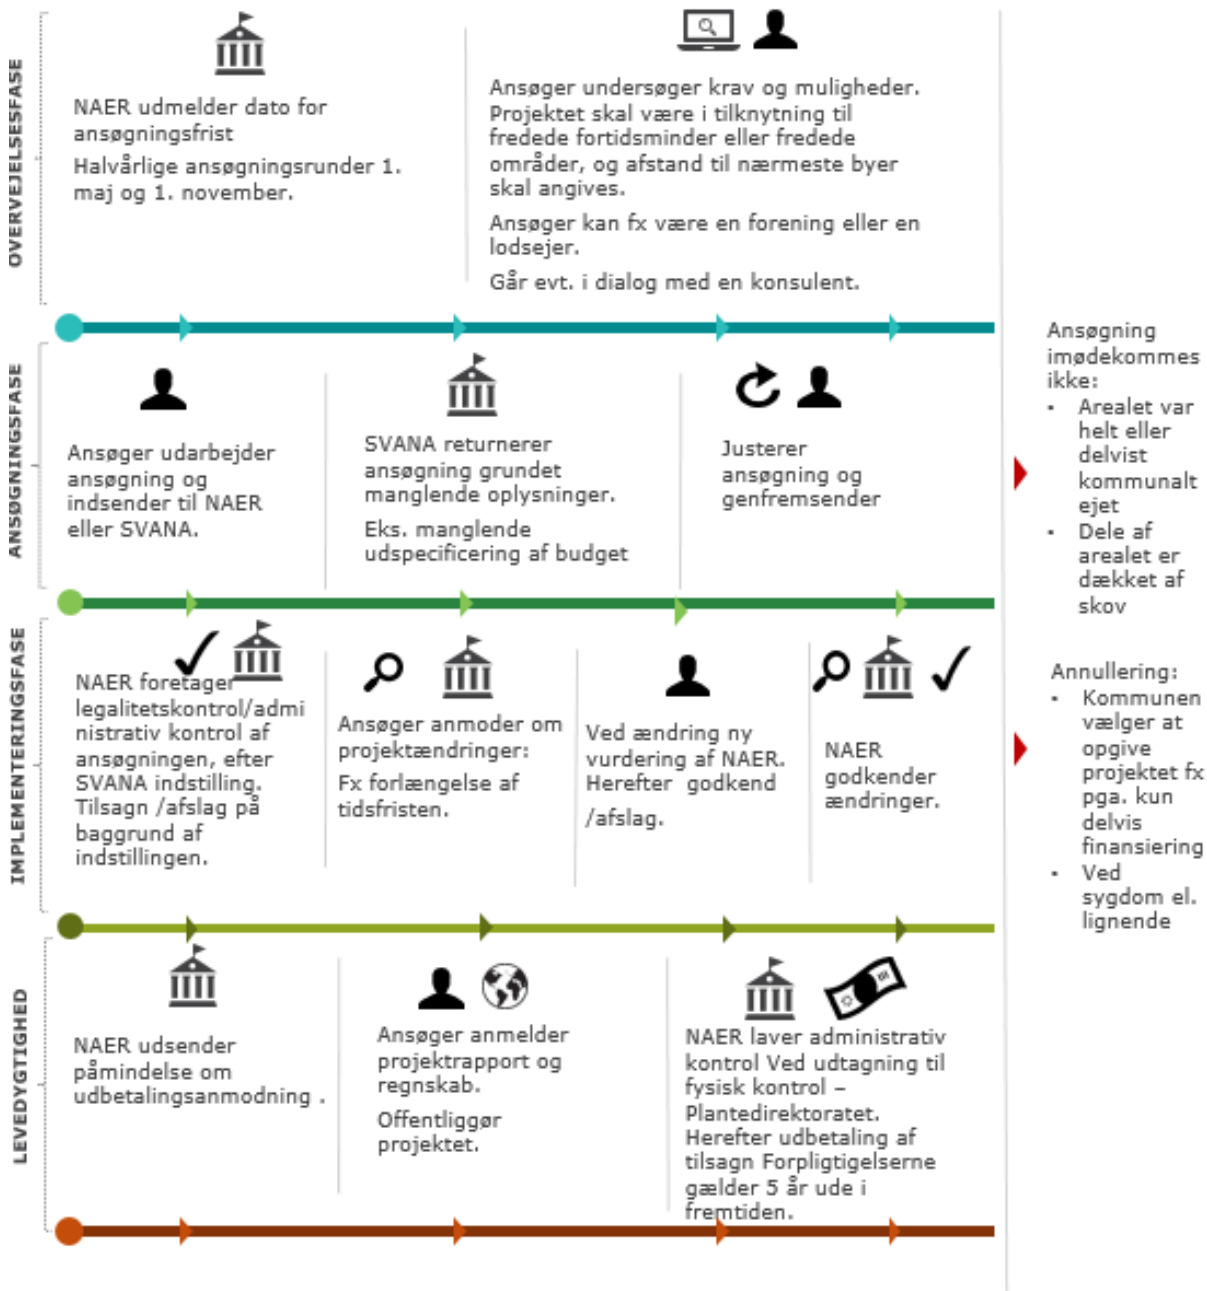 OVERVEJELSESFASE
NAER udmelder dato for
ansøgningsfrist
Halvårlige ansøgningsrunder 1.
maj og 1. november.
Ansøger undersøger krav og muligheder.
Projektet skal være i tilknytning til
fredede fortidsminder eller fredede
områder, og afstand til nærmeste byer
skal angives.
Ansøger kan fx være en forening eller en
lodsejer.
Går evt. i dialog med en konsulent.
ANSØGNINGSFASE
Ansøger udarbejder
ansøgning og
indsender til NAER
eller SVANA.
SVANA returnerer
ansøgning grundet
manglende oplysninger.
Eks. manglende
udspecificering af budget
Justerer
ansøgning og
genfremsender
Ansøgning
imødekommes
ikke:
▪ Arealet var
helt eller
delvist
kommunalt
ejet
▪ Dele af
arealet er
dækket af
skov
IMPLEMENTERINGSFASE
NAER foretager
legalitetskontrol/admi
nistrativ kontrol af
ansøgningen, efter
SVANA indstilling.
Tilsagn /afslag på
baggrund af
indstillingen.
Ansøger anmoder om
projektændringer:
Fx forlængelse af
tidsfristen.
Ved ændring ny
vurdering af NAER.
Herefter godkend
/afslag.
NAER
godkender
ændringer.
Annullering:
▪ Kommunen
vælger at
opgive
projektet fx
pga. kun
delvis
finansiering
▪ Ved
sygdom el.
lignende
LEVEDYGTIGHED
NAER udsender
påmindelse om
udbetalingsanmodning .
Ansøger anmelder
projektrapport og
regnskab.
Offentliggør
projektet.
NAER laver administrativ
kontrol Ved udtagning til
fysisk kontrol –
Plantedirektoratet.
Herefter udbetaling af
tilsagn Forpligtigelserne
gælder 5 år ude i
fremtiden.